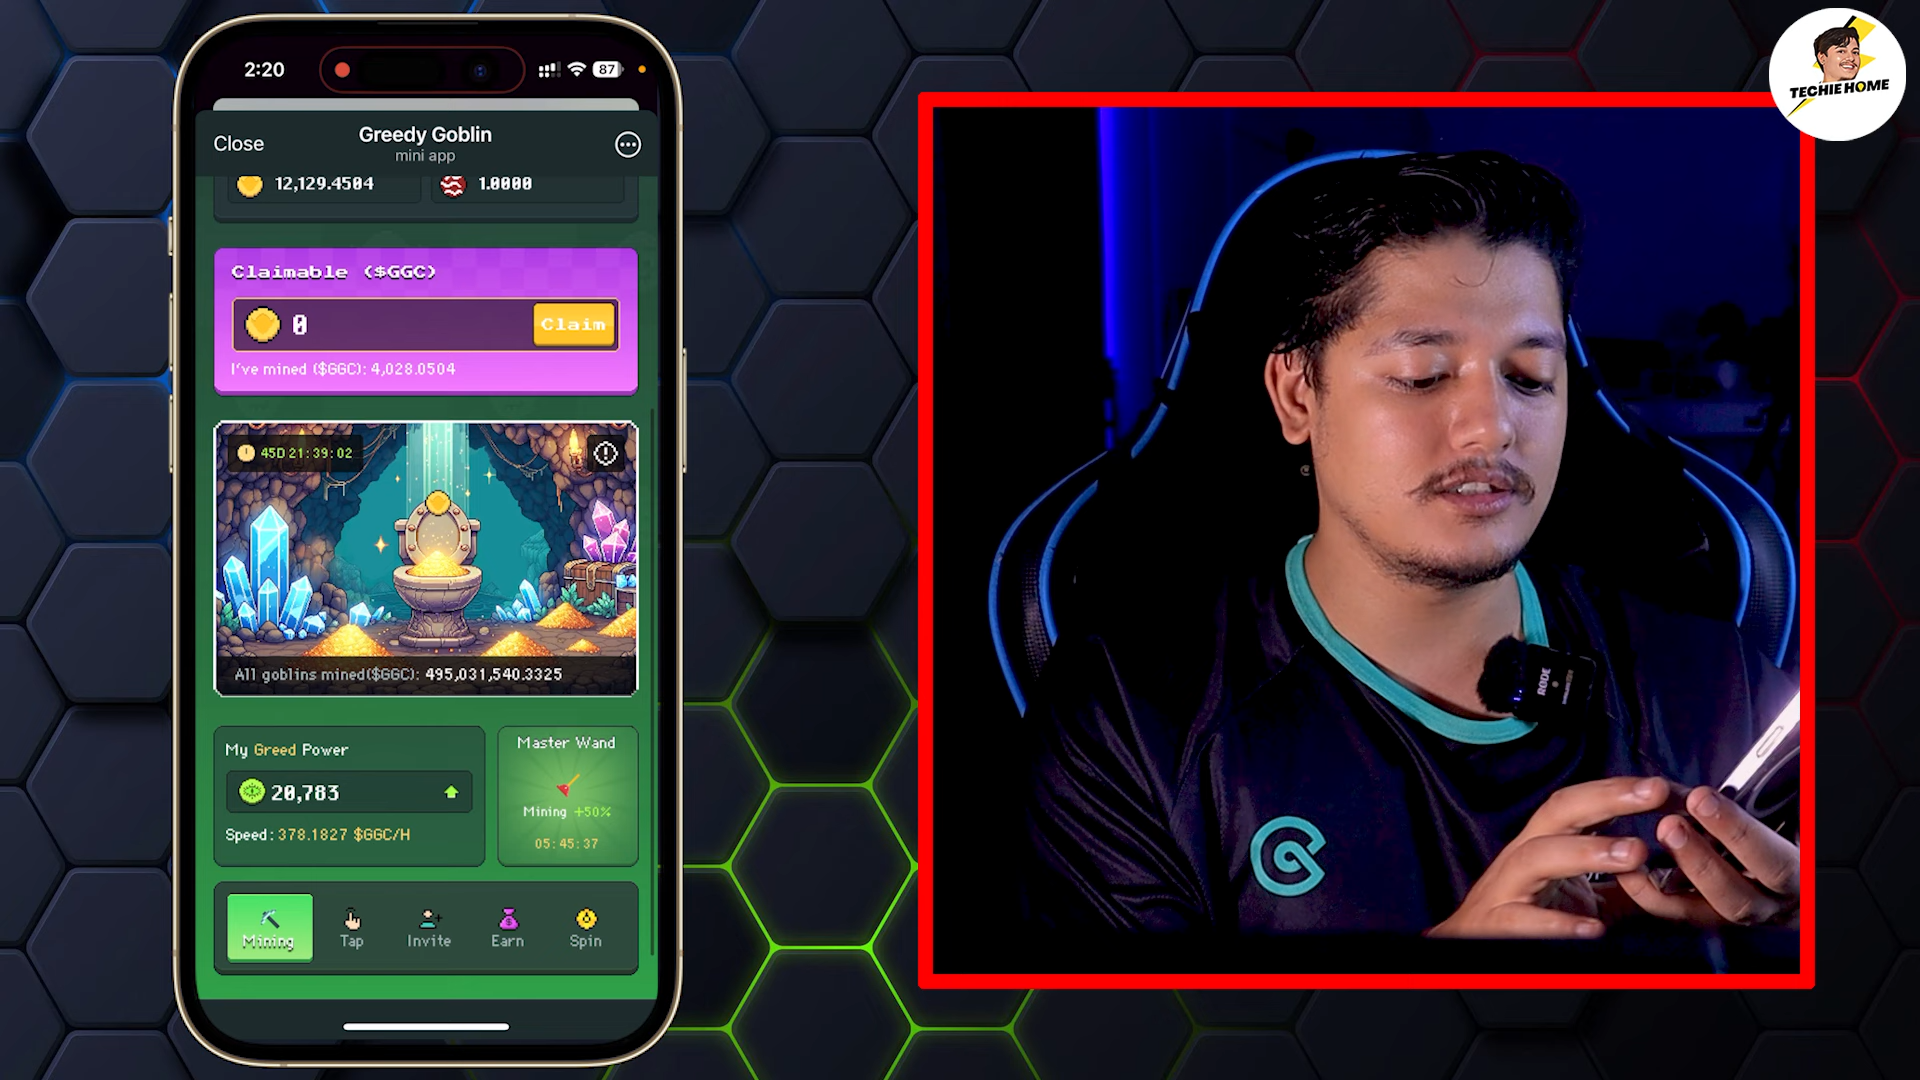 2:20
87
Close
Greedy Goblin
mini app
12,129.4504
1.0000
Claimable ($GGC)
0
Claim
I've mined ($GGC): 4,028.0504
45D 21:39:02
All goblins mined($GGC): 495,031,540.3325
My Greed Power
20,783
Speed: 378.1827 $GGC/H
Master Wand
Mining +50%
05:45:37
Mining
Tap
Invite
Earn
Spin
TECHIE HOME
RØDE